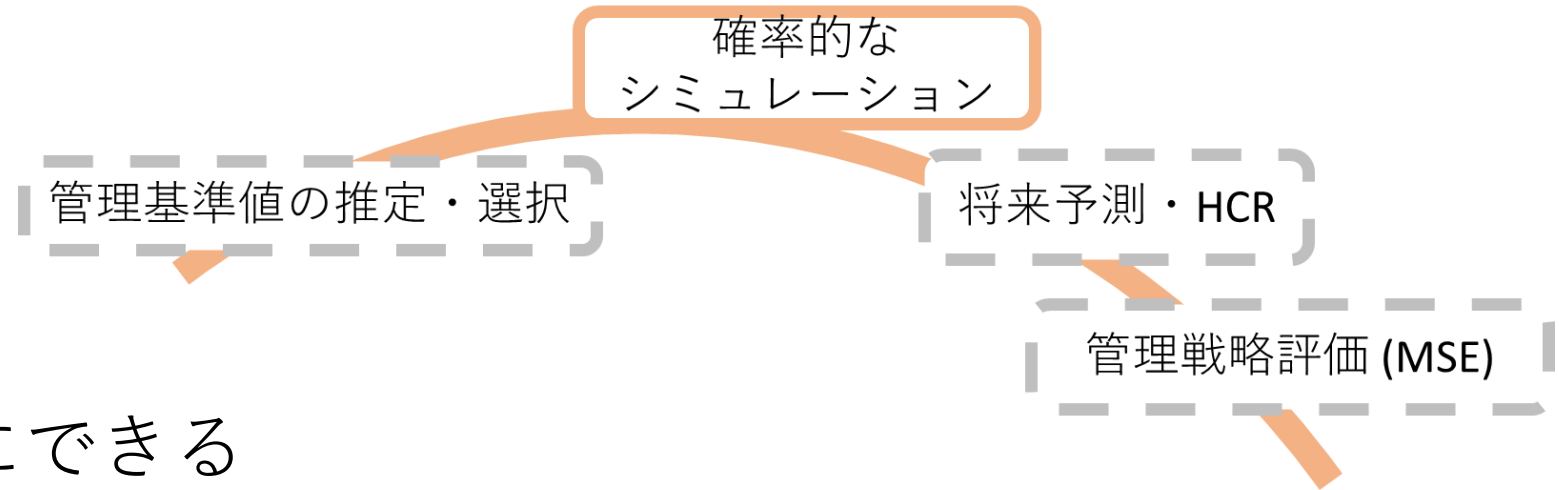 確率的な
シミュレーション
管理基準値の推定・選択
将来予測・HCR
管理戦略評価 (MSE)
にできる